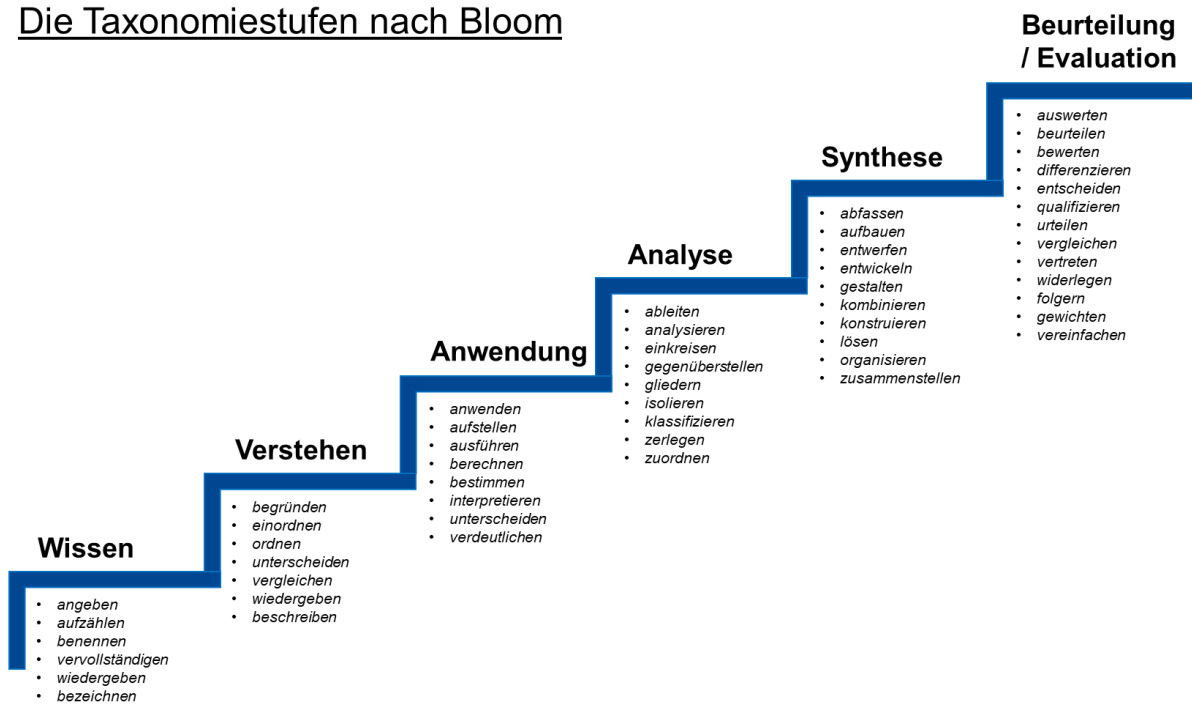 Die Taxonomiestufen nach Bloom
Wissen
• angeben
• aufzählen
• benennen
• vervollständigen
• wiedergeben
• bezeichnen
Verstehen
• begründen
• einordnen
• ordnen
• unterscheiden
• vergleichen
• wiedergeben
• beschreiben
Anwendung
• anwenden
• aufstellen
• ausführen
• berechnen
• bestimmen
• interpretieren
• unterscheiden
• verdeutlichen
Analyse
• ableiten
• analysieren
• einkreisen
• gegenüberstellen
• gliedern
• isolieren
• klassifizieren
• zerlegen
• zuordnen
Synthese
• abfassen
• aufbauen
• entwerfen
• entwickeln
• gestalten
• kombinieren
• konstruieren
• lösen
• organisieren
• zusammenstellen
Beurteilung
/ Evaluation
• auswerten
• beurteilen
• bewerten
• differenzieren
• entscheiden
• qualifizieren
• urteilen
• vergleichen
• vertreten
• widerlegen
• folgern
• gewichten
• vereinfachen